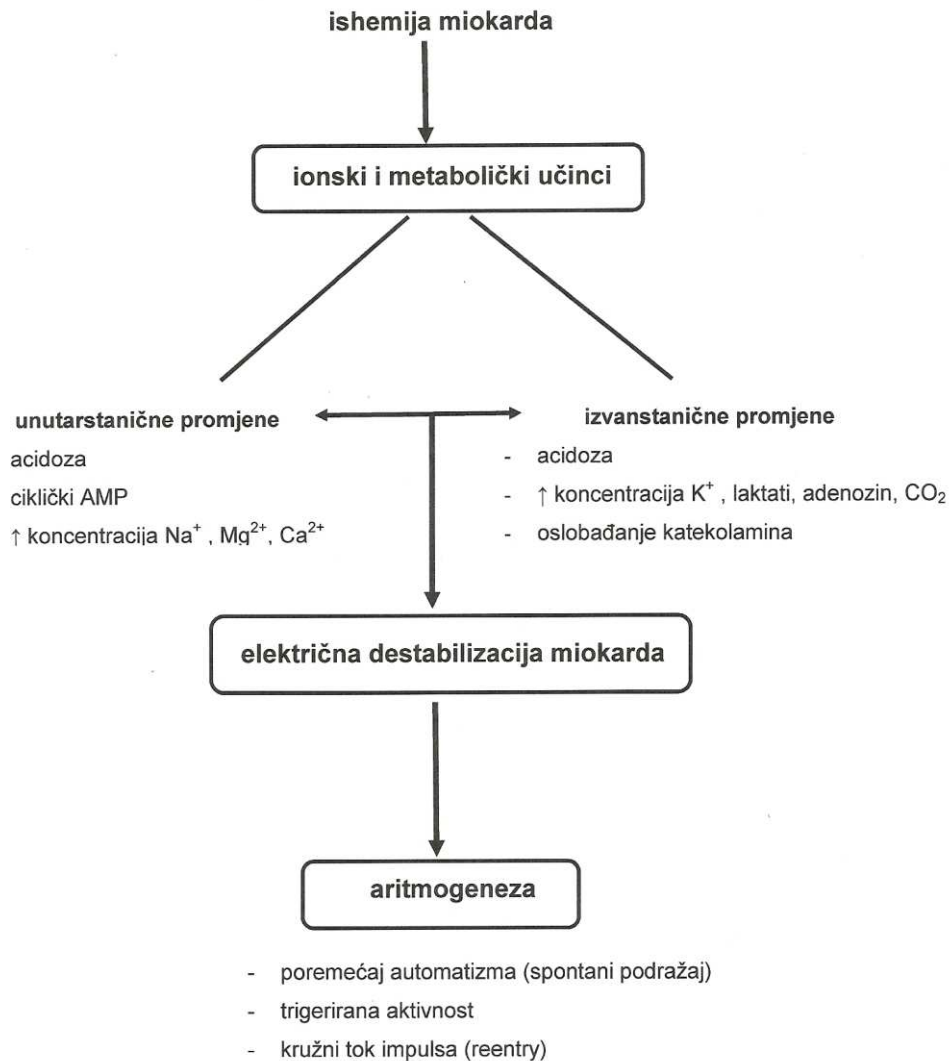 ishemija miokarda
ionski i metabolički učinci
unutarstanične promjene
acidoza
ciklički AMP
↑ koncentracija Na⁺ , Mg²⁺, Ca²⁺
izvanstanične promjene
- acidoza
- ↑ koncentracija K⁺ , laktati, adenozin, CO₂
- oslobađanje katekolamina
električna destabilizacija miokarda
aritmogeneza
- poremećaj automatizma (spontani podražaj)
- trigerirana aktivnost
- kružni tok impulsa (reentry)